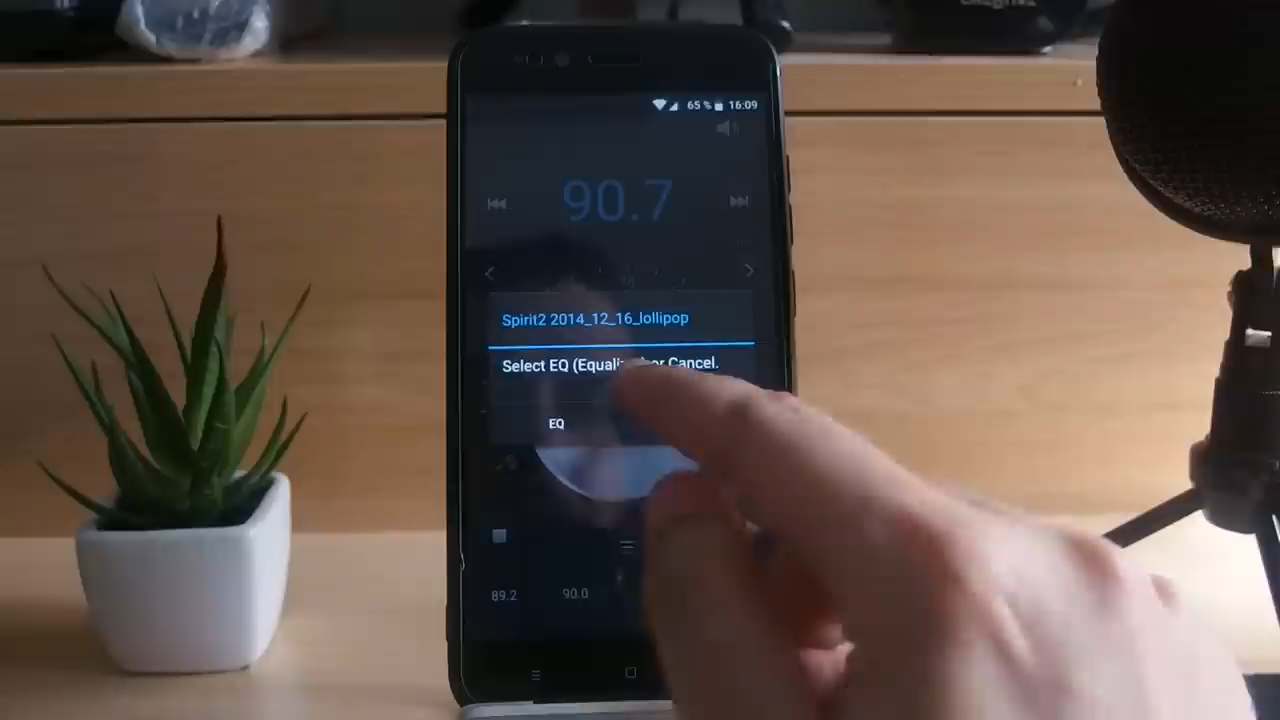 65 % 16:09
90.7
Spirit2 2014_12_16_lollipop
Select EQ (Equali or Cancel.
EQ
89.2 90.0